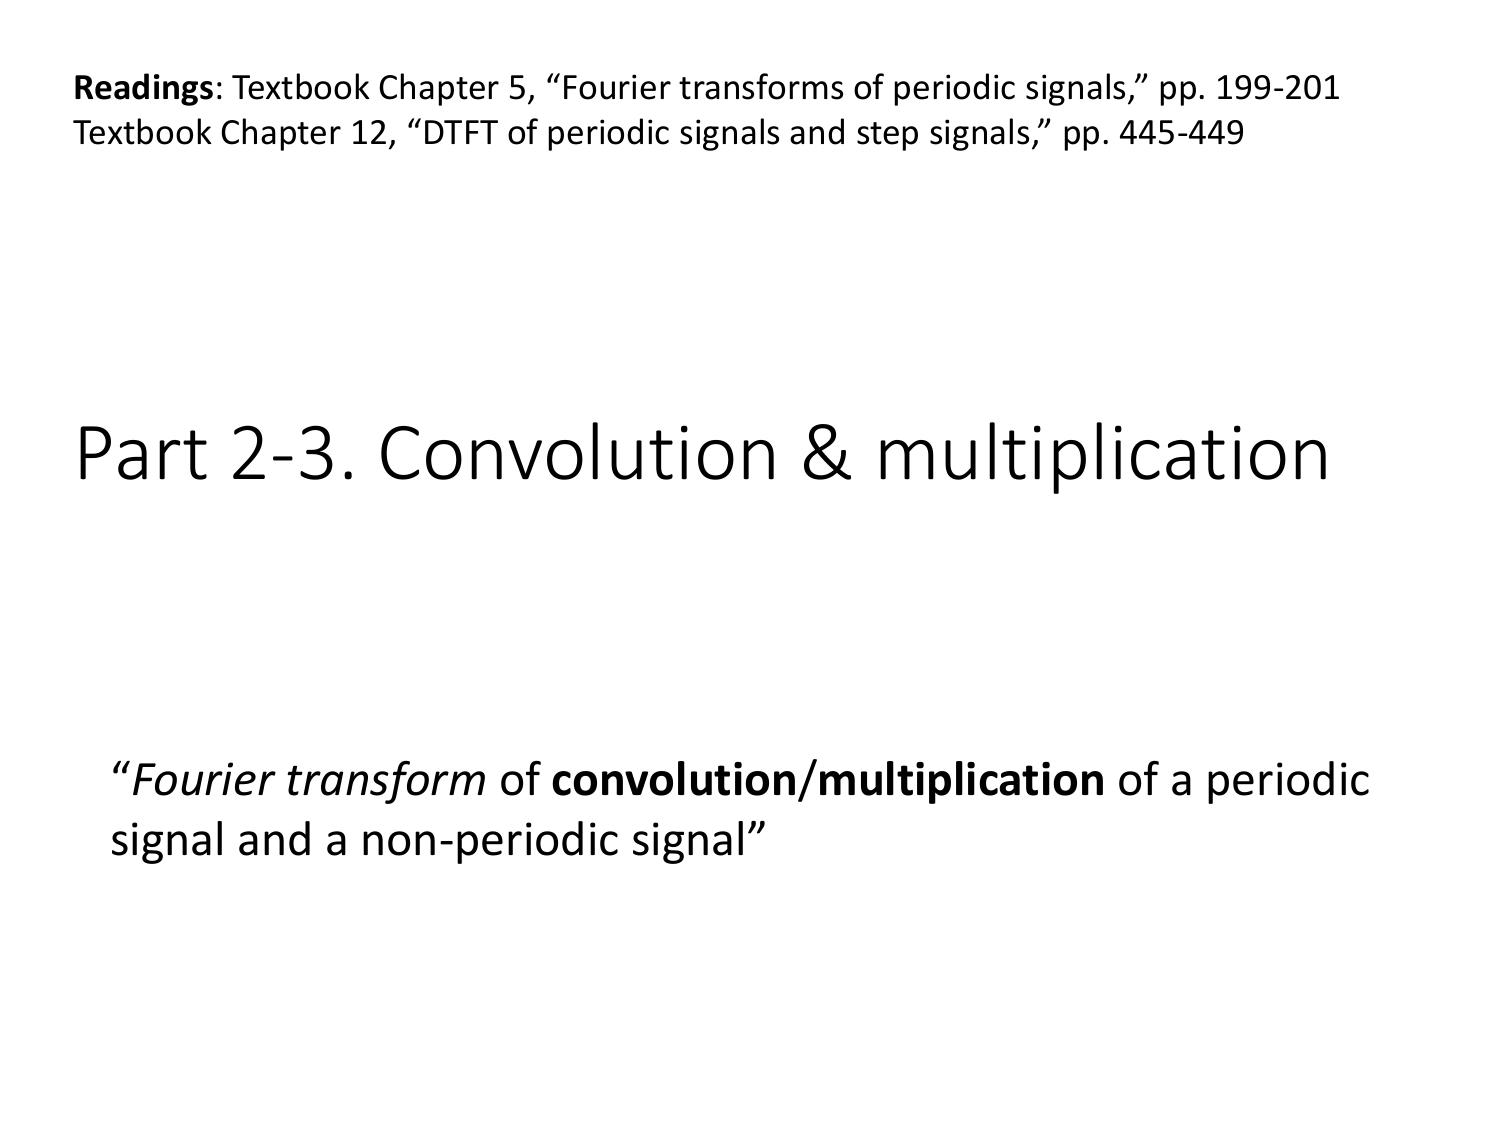 Readings: Textbook Chapter 5, “Fourier transforms of periodic signals,” pp. 199-201
Textbook Chapter 12, “DTFT of periodic signals and step signals,” pp. 445-449
Part 2-3. Convolution & multiplication
“Fourier transform of convolution/multiplication of a periodic
signal and a non-periodic signal”